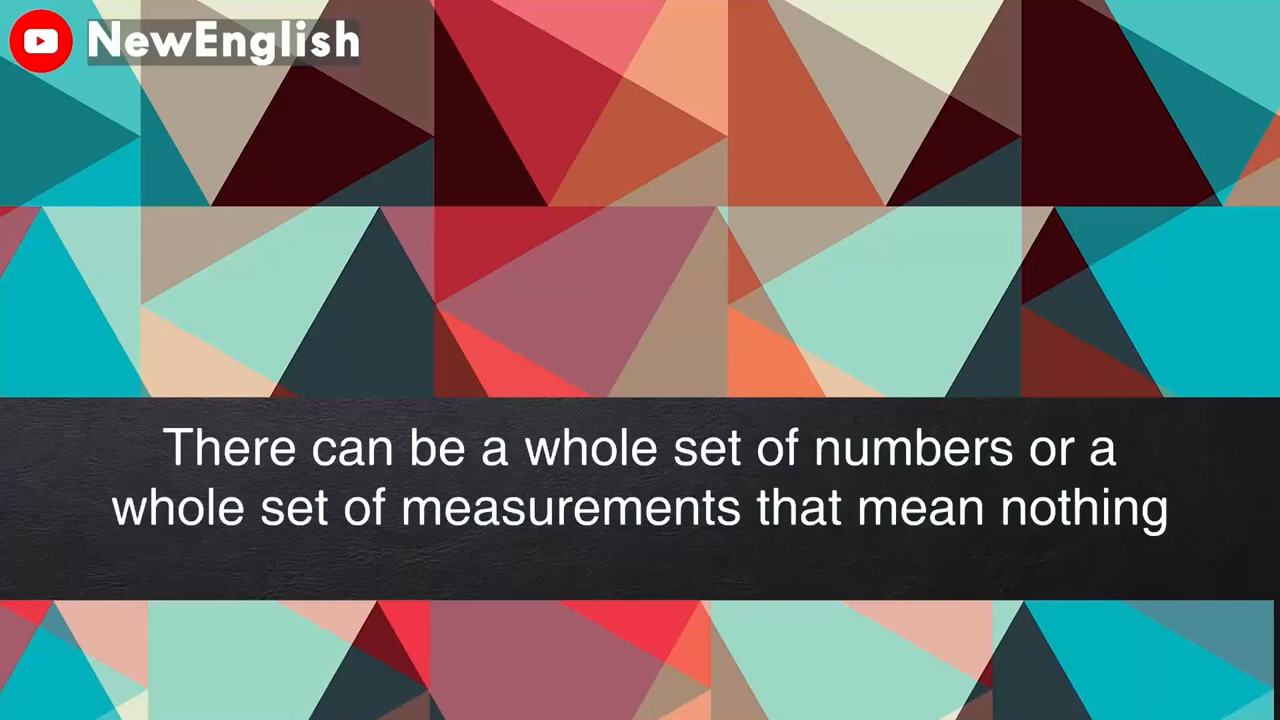 NewEnglish
There can be a whole set of numbers or a
whole set of measurements that mean nothing